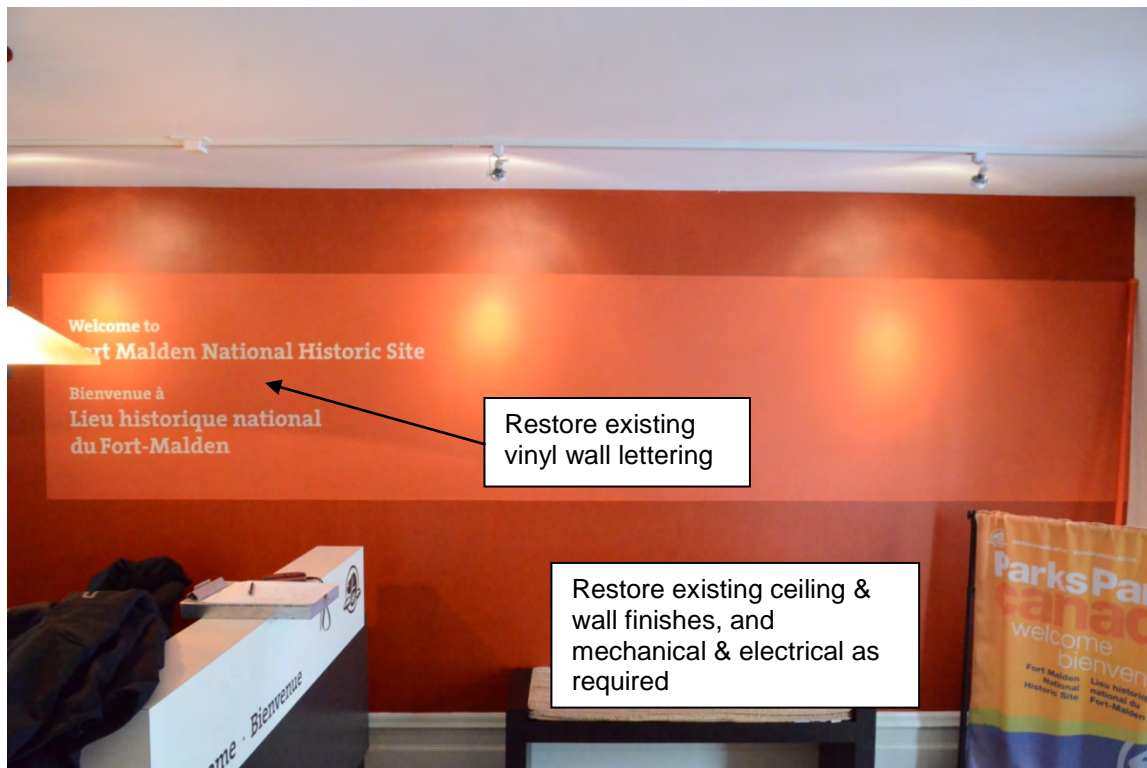 Welcome to
Fort Malden National Historic Site
Bienvenue à
Lieu historique national
du Fort-Malden
Restore existing
vinyl wall lettering
Restore existing ceiling &
wall finishes, and
mechanical & electrical as
required
Bienvenue
Parks
welcome
Fort Malden
National
Historic Site
Lieu
national du
Fort-Malden